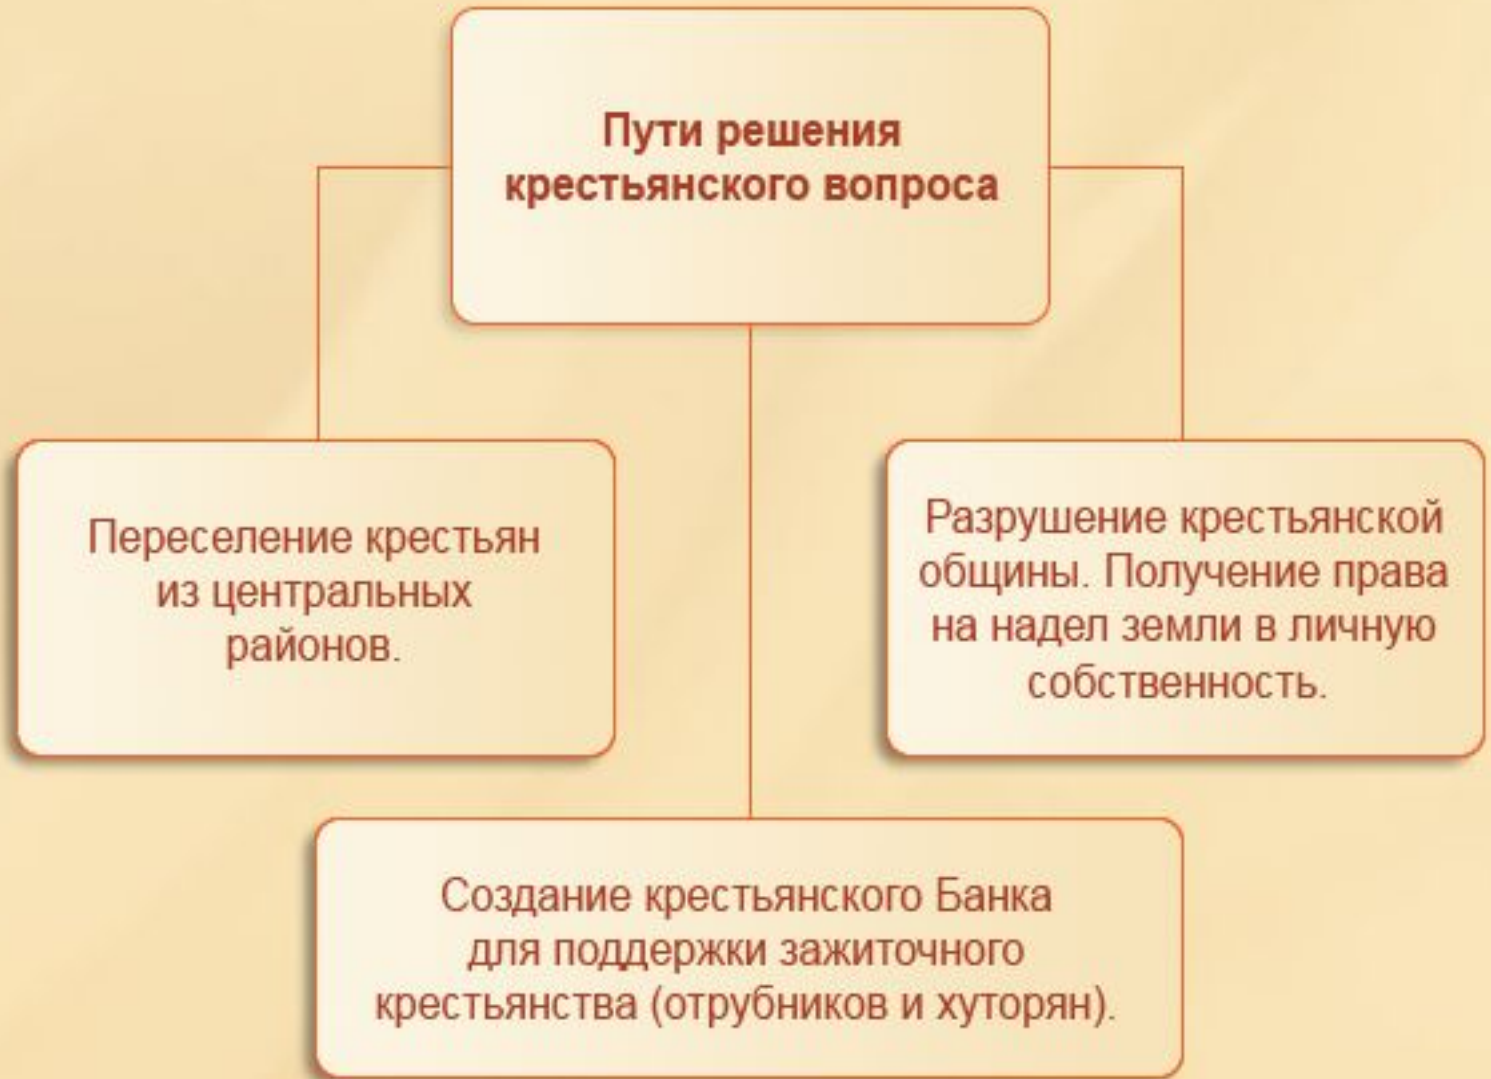 Пути решения
крестьянского вопроса
Переселение крестьян
из центральных
районов.
Разрушение крестьянской
общины. Получение права
на надел земли в личную
собственность.
Создание крестьянского Банка
для поддержки зажиточного
крестьянства (отрубников и хуторян).